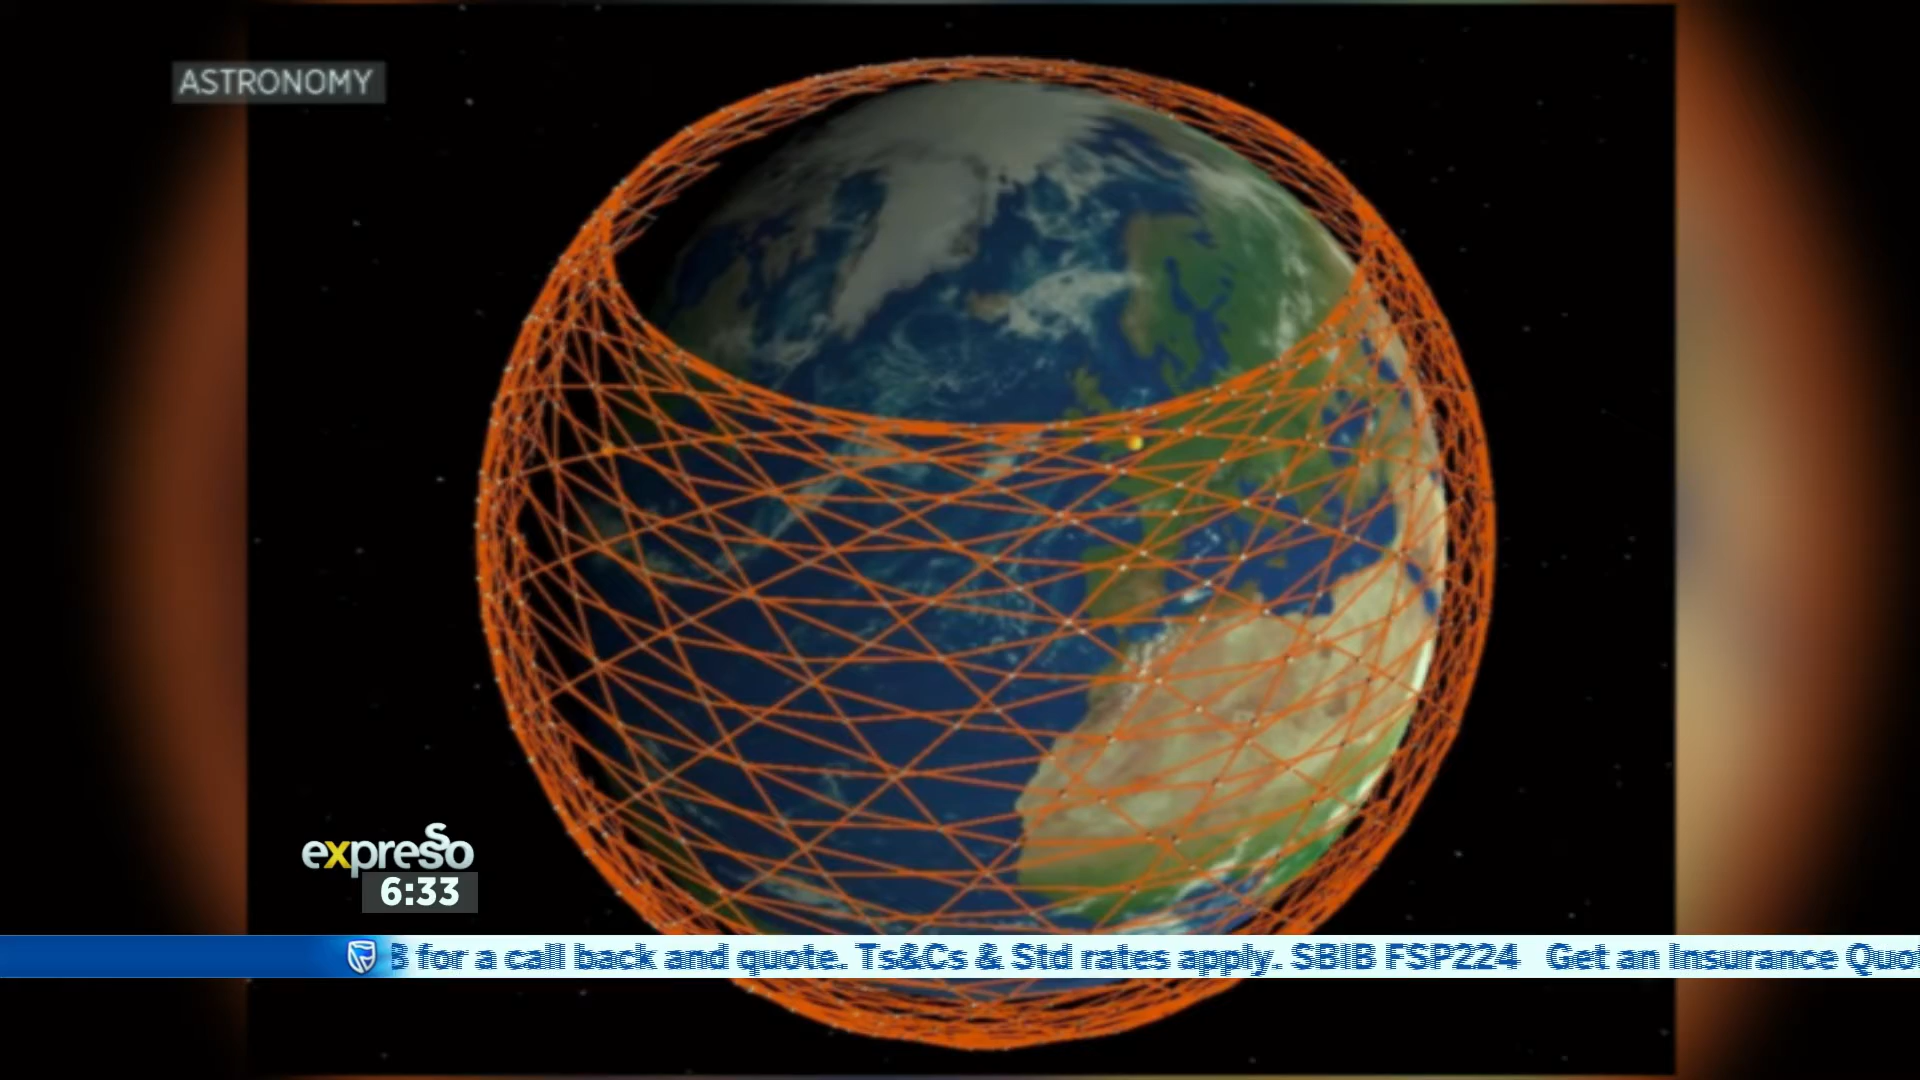 ASTRONOMY
expresso
6:33
B for a call back and quote. Ts&Cs & Std rates apply. SBIB FSP224 Get an Insurance Quot